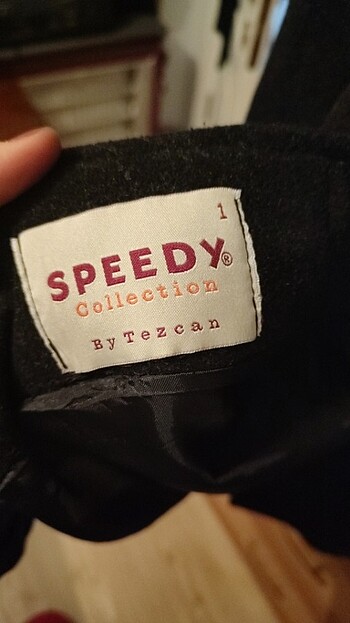 1
SPEEDY®
Collection
By Tezcan